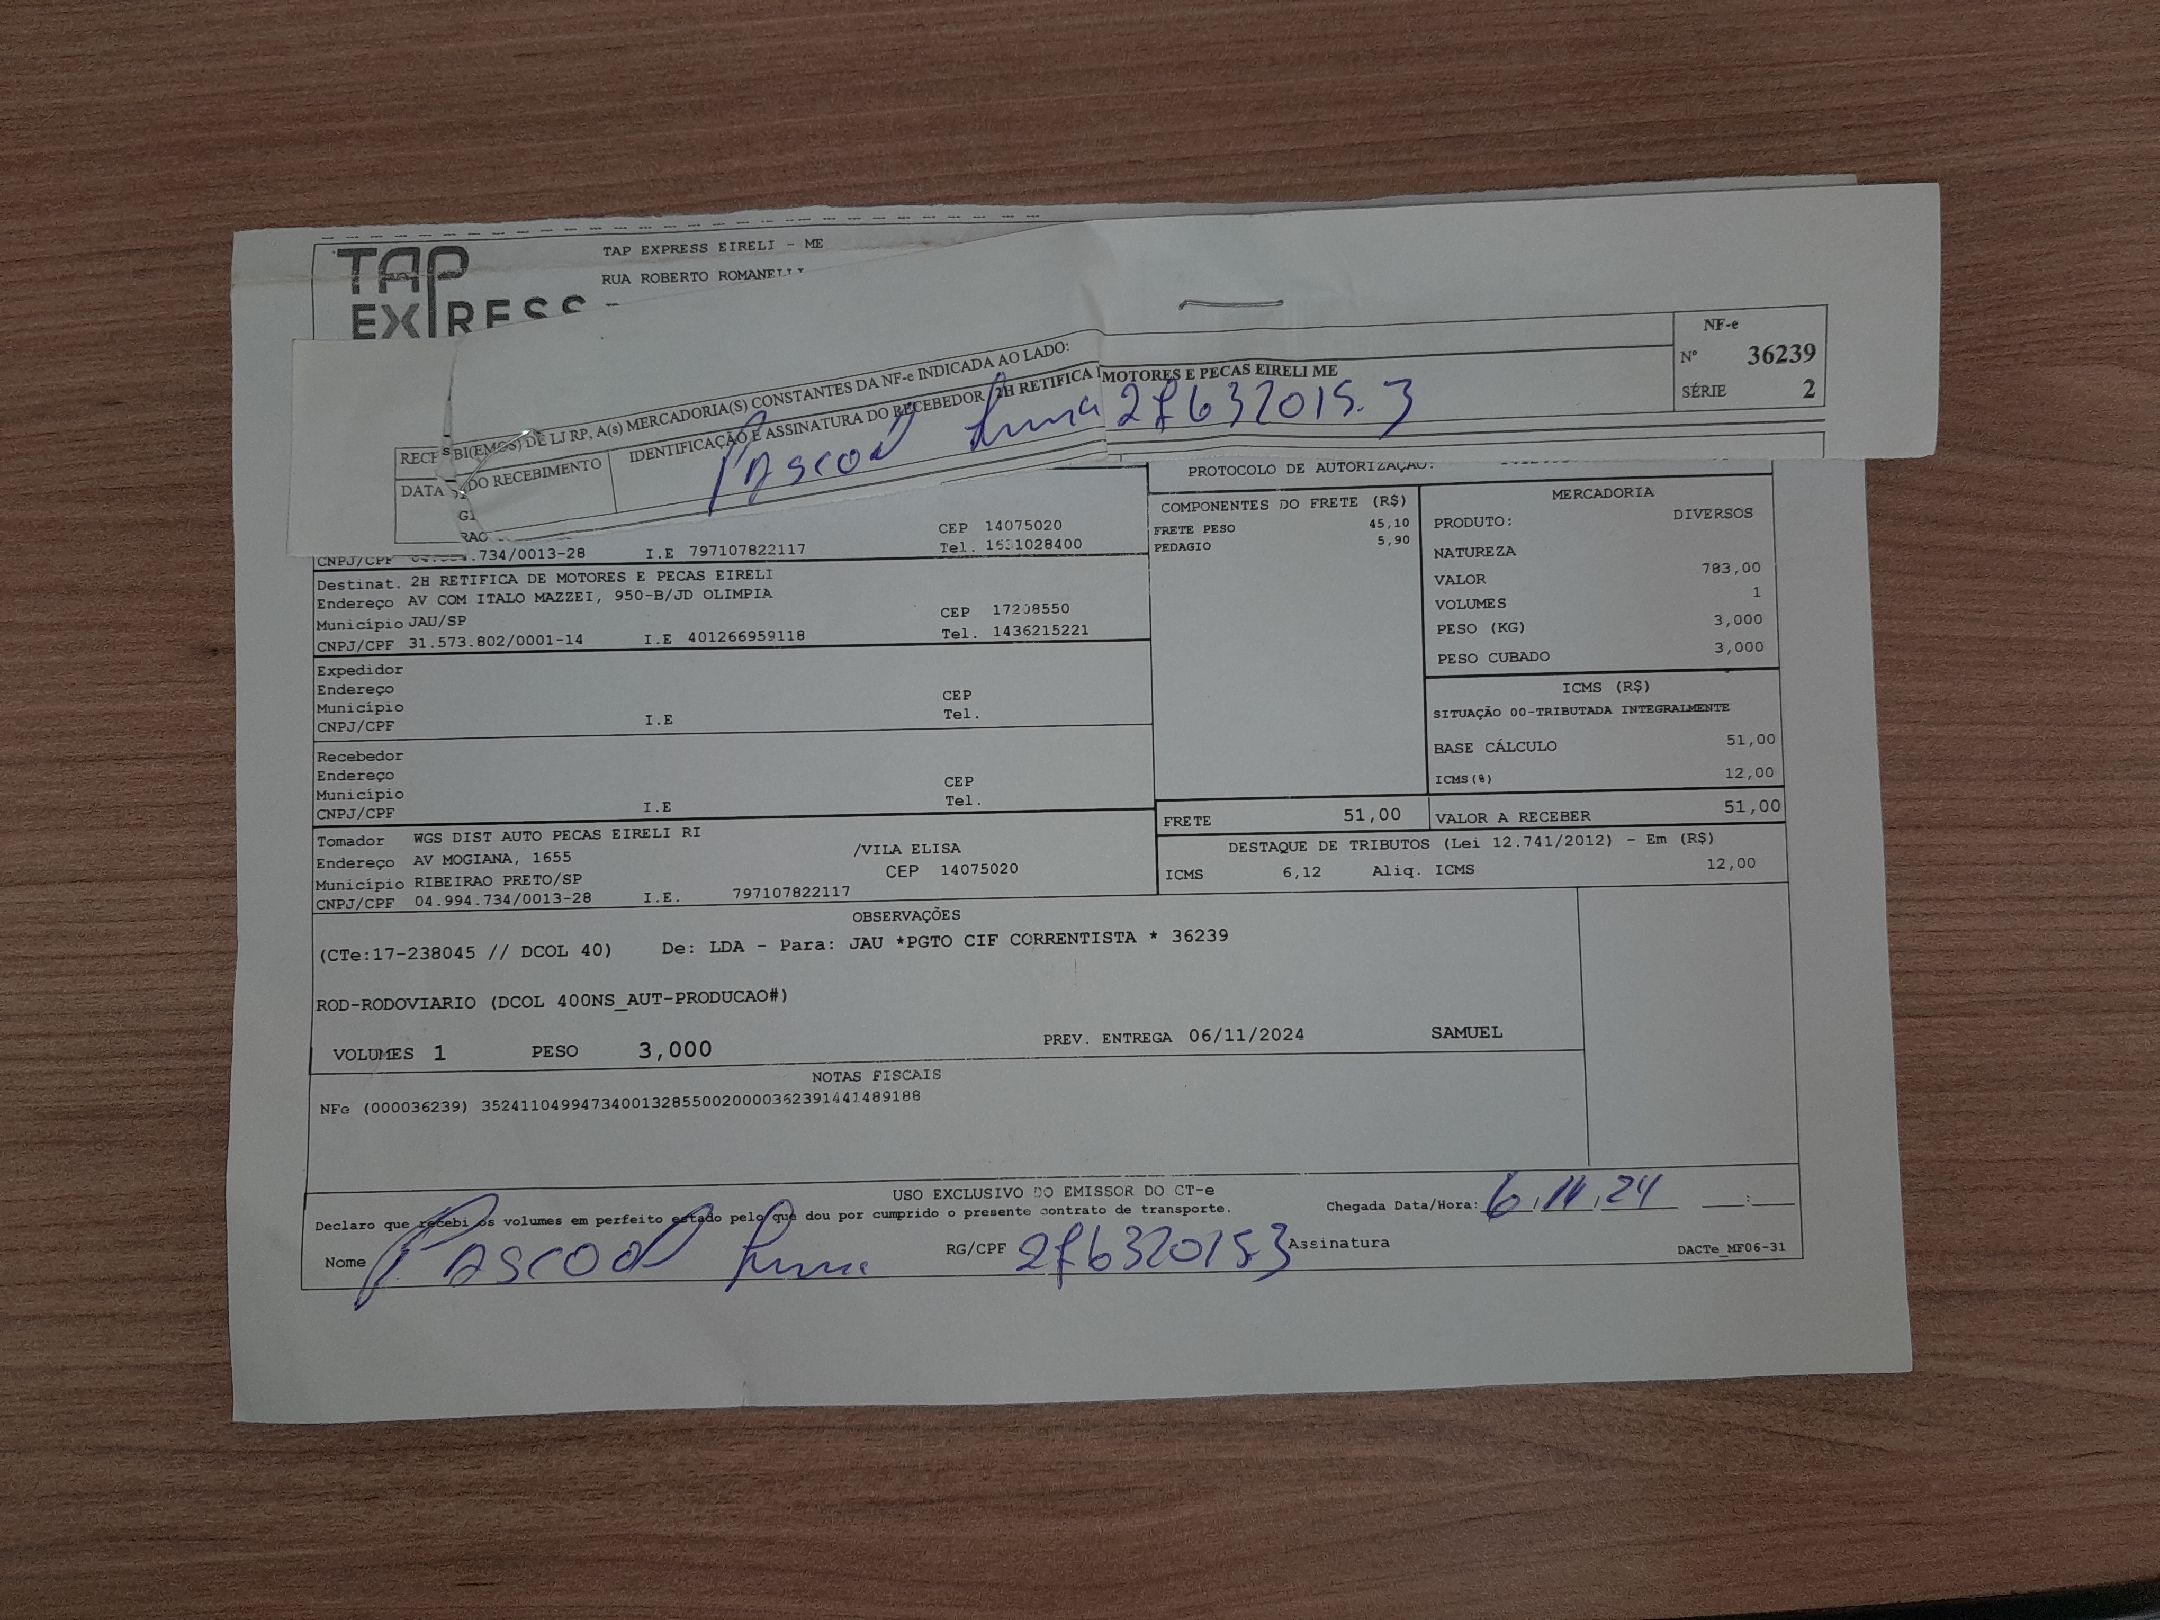 TAP EXPRESS
TAP EXPRESS EIRELI - ME
RUA ROBERTO ROMANELLI
NF-e
Nº 36239
SÉRIE 2
RECEBI(EMOS) DE LJ RP, A(s) MERCADORIA(S) CONSTANTES DA NF-e INDICADA AO LADO:
DATA DO RECEBIMENTO
IDENTIFICAÇÃO E ASSINATURA DO RECEBEDOR 2H RETIFICA MOTORES E PECAS EIRELI ME
PROTOCOLO DE AUTORIZAÇÃO:
CEP 14075020
CNPJ/CPF .734/0013-28 I.E 797107822117 Tel. 1631028400
Destinat. 2H RETIFICA DE MOTORES E PECAS EIRELI
Endereço AV COM ITALO MAZZEI, 950-B/JD OLIMPIA
Município JAU/SP CEP 17208550
CNPJ/CPF 31.573.802/0001-14 I.E 401266959118 Tel. 1436215221
Expedidor
Endereço
Município CEP
CNPJ/CPF I.E Tel.
Recebedor
Endereço
Município CEP
CNPJ/CPF I.E Tel.
Tomador WGS DIST AUTO PECAS EIRELI RI
Endereço AV MOGIANA, 1655 /VILA ELISA
Município RIBEIRAO PRETO/SP CEP 14075020
CNPJ/CPF 04.994.734/0013-28 I.E. 797107822117
COMPONENTES DO FRETE (R$)
FRETE PESO 45,10
PEDAGIO 5,90
MERCADORIA
PRODUTO: DIVERSOS
NATUREZA
VALOR 783,00
VOLUMES 1
PESO (KG) 3,000
PESO CUBADO 3,000
ICMS (R$)
SITUAÇÃO 00-TRIBUTADA INTEGRALMENTE
BASE CÁLCULO 51,00
ICMS(%) 12,00
FRETE 51,00
VALOR A RECEBER 51,00
DESTAQUE DE TRIBUTOS (Lei 12.741/2012) - Em (R$)
ICMS 6,12 Aliq. ICMS 12,00
OBSERVAÇÕES
(CTe:17-238045 // DCOL 40) De: LDA - Para: JAU *PGTO CIF CORRENTISTA * 36239
ROD-RODOVIARIO (DCOL 400NS_AUT-PRODUCAO#)
VOLUMES 1 PESO 3,000 PREV. ENTREGA 06/11/2024 SAMUEL
NOTAS FISCAIS
NFe (000036239) 35241104994734001328550020000362391441489188
USO EXCLUSIVO DO EMISSOR DO CT-e
Declaro que recebi os volumes em perfeito estado pelo que dou por cumprido o presente contrato de transporte.
Chegada Data/Hora: 6.11.24 __:__
Nome RG/CPF Assinatura
DACTe_MF06-31